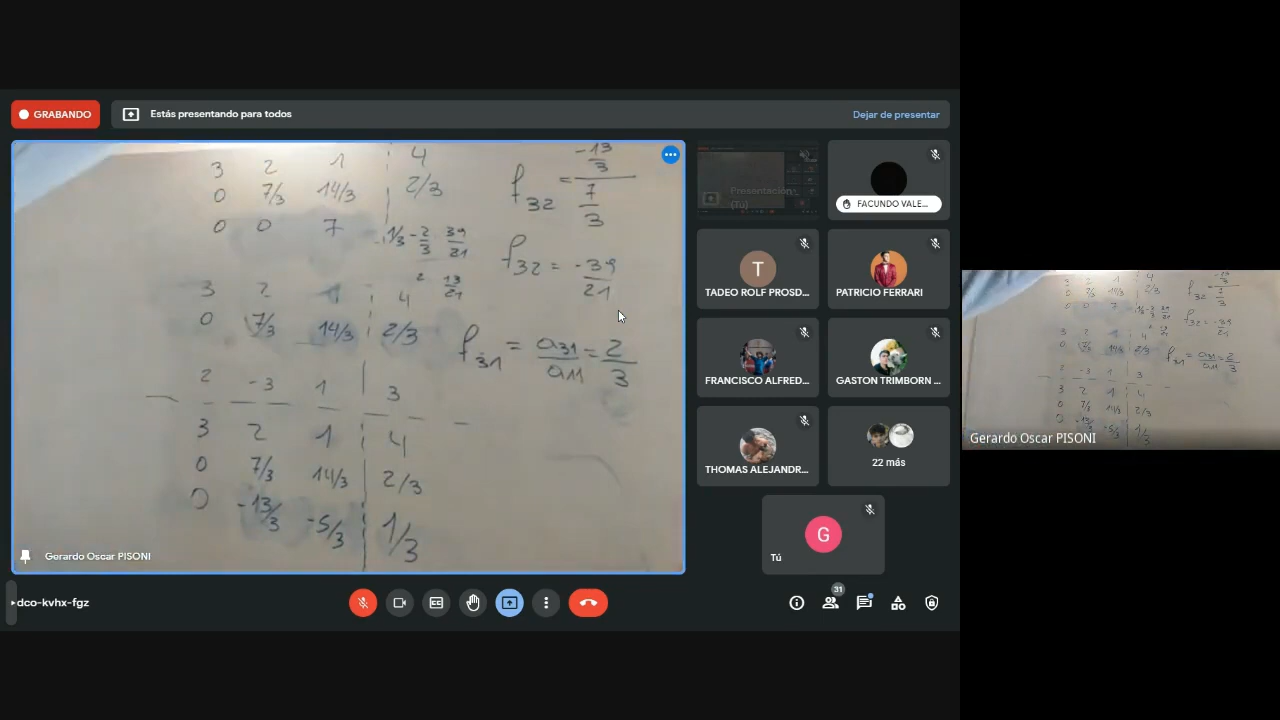 GRABANDO
Estás presentando para todos
Dejar de presentar
3 2 1 4
0 7/3 14/3 2/3
0 0 7 1/3 - 2/3 39/21
f32 = -13/3 / 7/3
f32 = -39/21
3 2 1 4
0 7/3 14/3 2/3
13/21
f31 = a31/a11 = 2/3
2 -3 1 3
3 2 1 4
0 7/3 14/3 2/3
0 -13/3 -5/3 1/3
Gerardo Oscar PISONI
Presentación (Tú)
FACUNDO VALE...
T
TADEO ROLF PROSD...
PATRICIO FERRARI
FRANCISCO ALFRED...
GASTON TRIMBORN ...
THOMAS ALEJANDR...
22 más
G
Tú
dco-kvhx-fgz
31
Gerardo Oscar PISONI